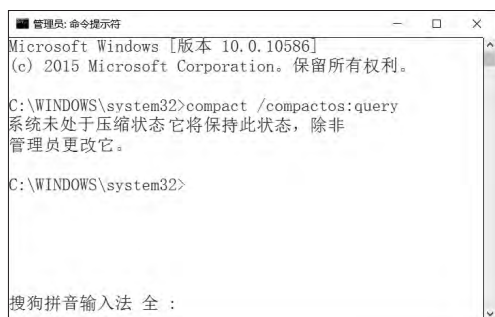 管理员: 命令提示符
Microsoft Windows [版本 10.0.10586]
(c) 2015 Microsoft Corporation。保留所有权利。
C:\WINDOWS\system32>compact /compactos:query
系统未处于压缩状态它将保持此状态，除非
管理员更改它。
C:\WINDOWS\system32>
搜狗拼音输入法 全 :